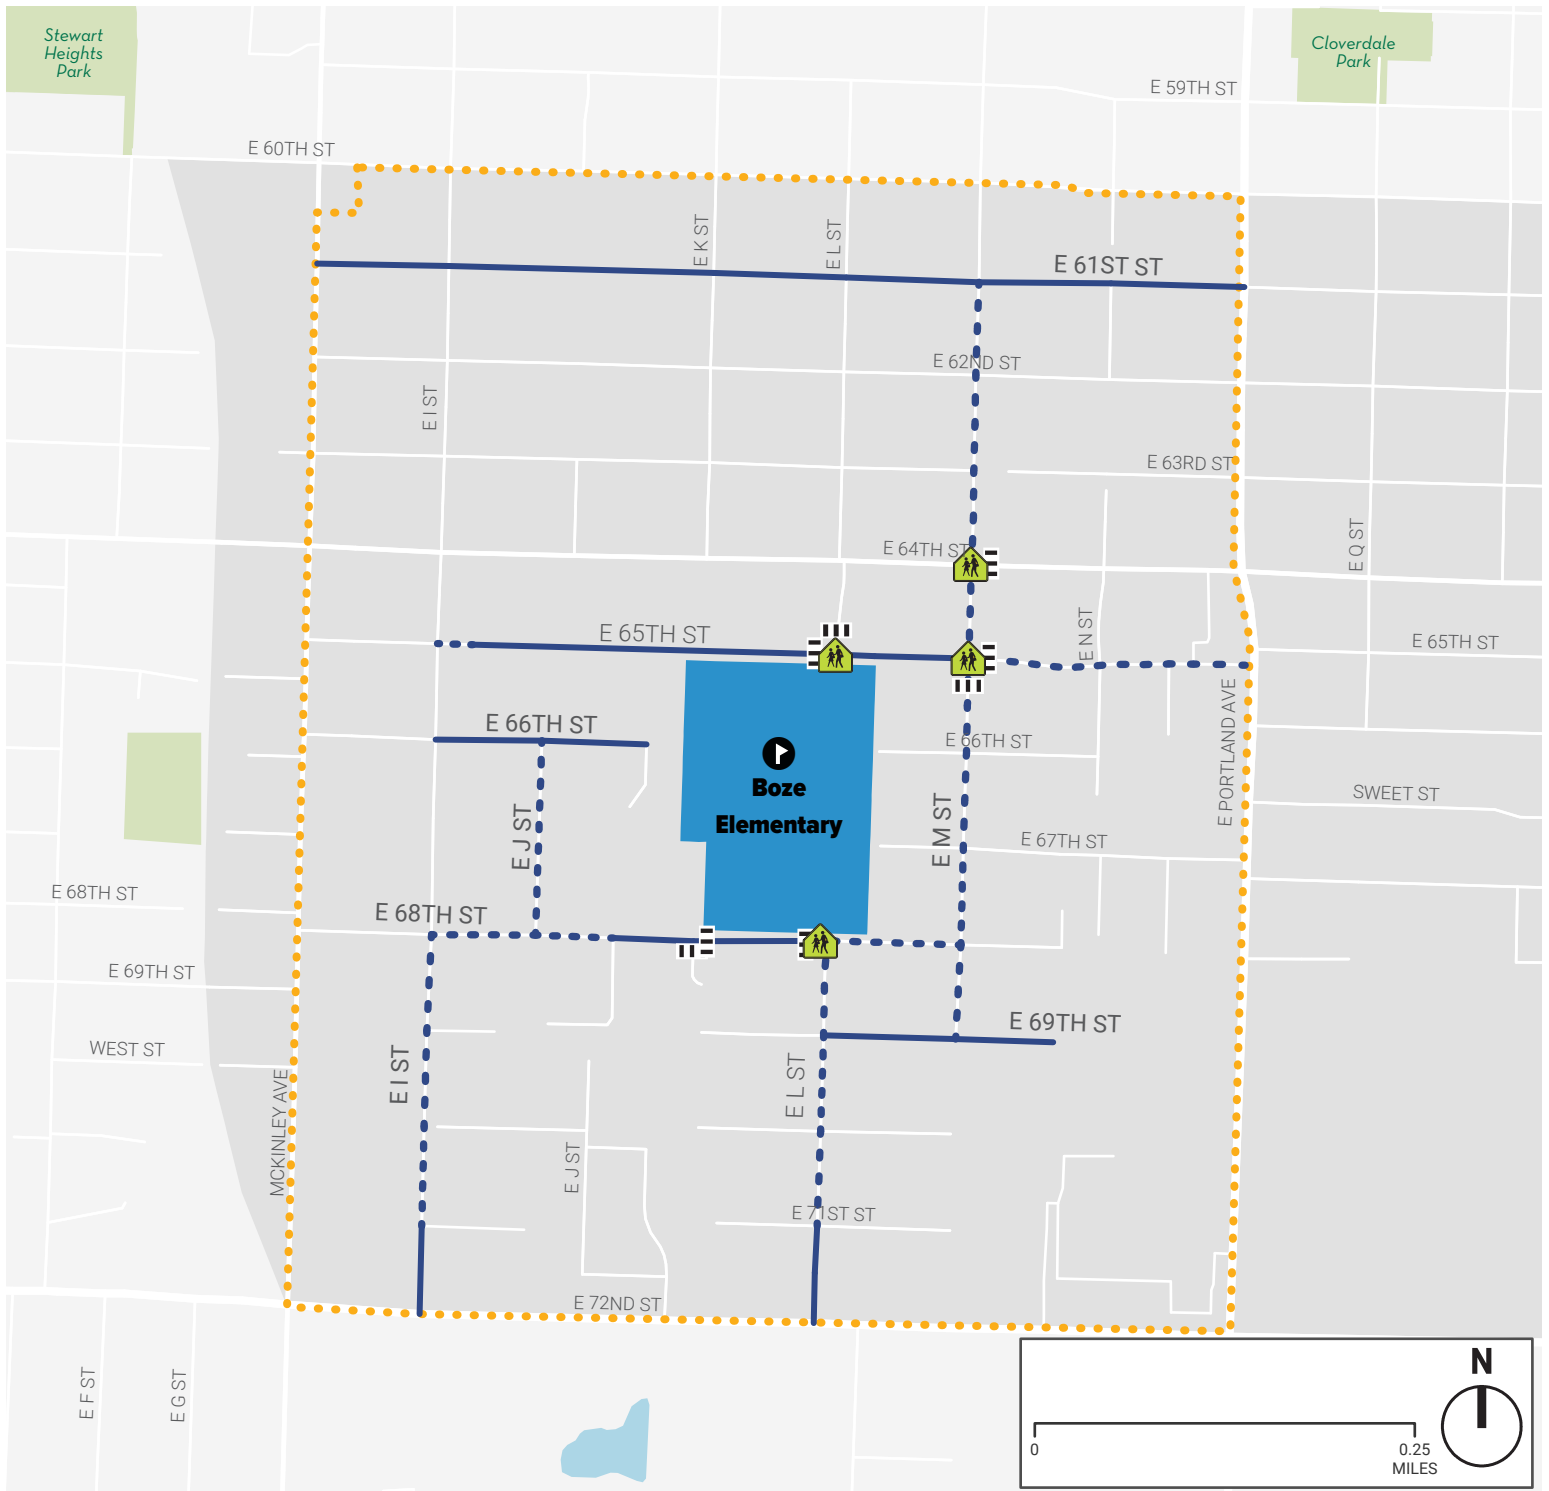 Stewart
Heights
Park
Cloverdale
Park
E 59TH ST
E 60TH ST
E K ST
E L ST
E 61ST ST
E 62ND ST
E I ST
E 63RD ST
E 64TH ST
E Q ST
E 65TH ST
E N ST
E 65TH ST
E 66TH ST
E 66TH ST
E PORTLAND AVE
Boze
Elementary
SWEET ST
E J ST
E M ST
E 67TH ST
E 68TH ST
E 68TH ST
E 69TH ST
E 69TH ST
WEST ST
E I ST
E L ST
MCKINLEY AVE
E J ST
E 71ST ST
E 72ND ST
E F ST
E G ST
N
0
0.25
MILES